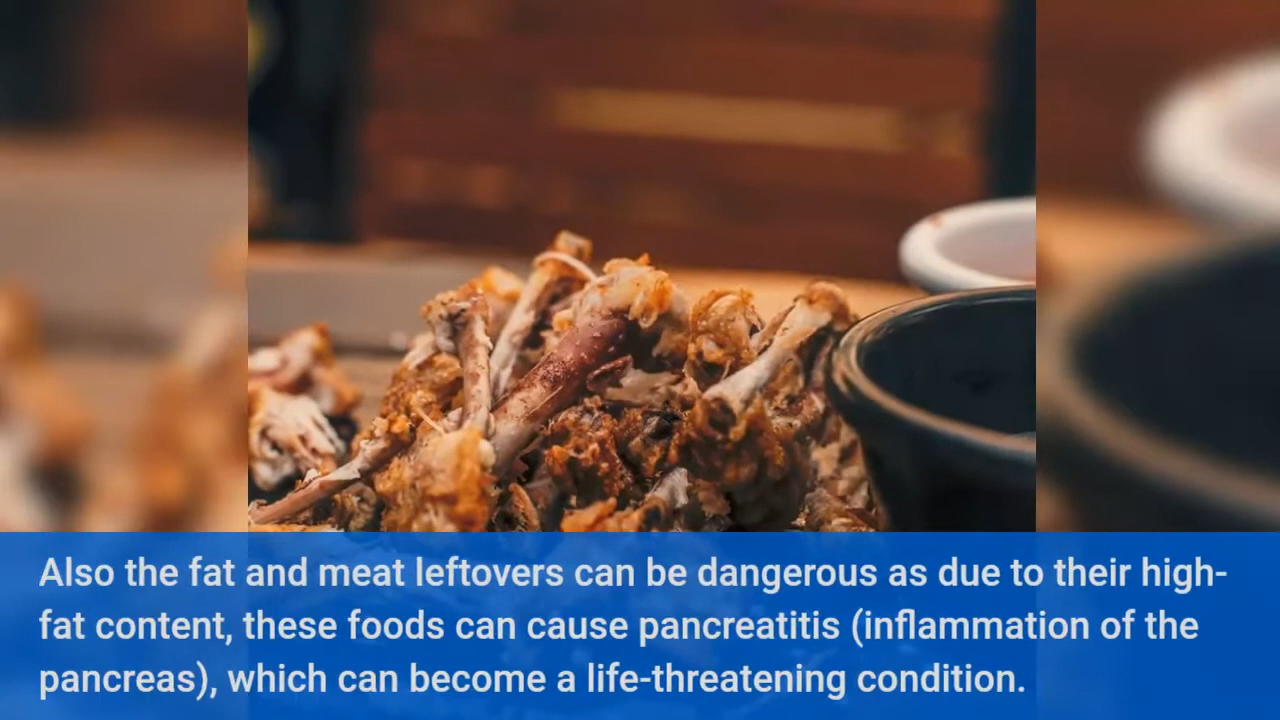 Also the fat and meat leftovers can be dangerous as due to their high-
fat content, these foods can cause pancreatitis (inflammation of the
pancreas), which can become a life-threatening condition.